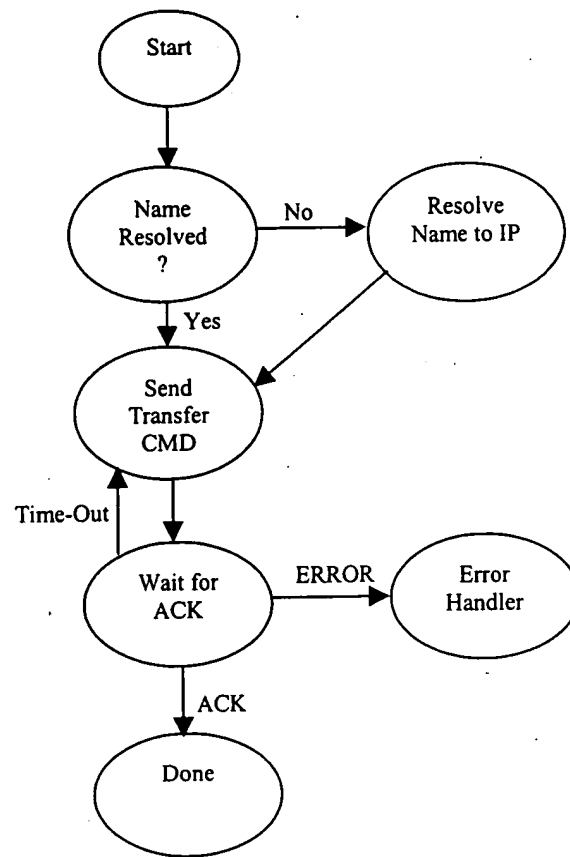 Start
Name
Resolved
?
No
Resolve
Name to IP
Yes
Send
Transfer
CMD
Time-Out
Wait for
ACK
ERROR
Error
Handler
ACK
Done